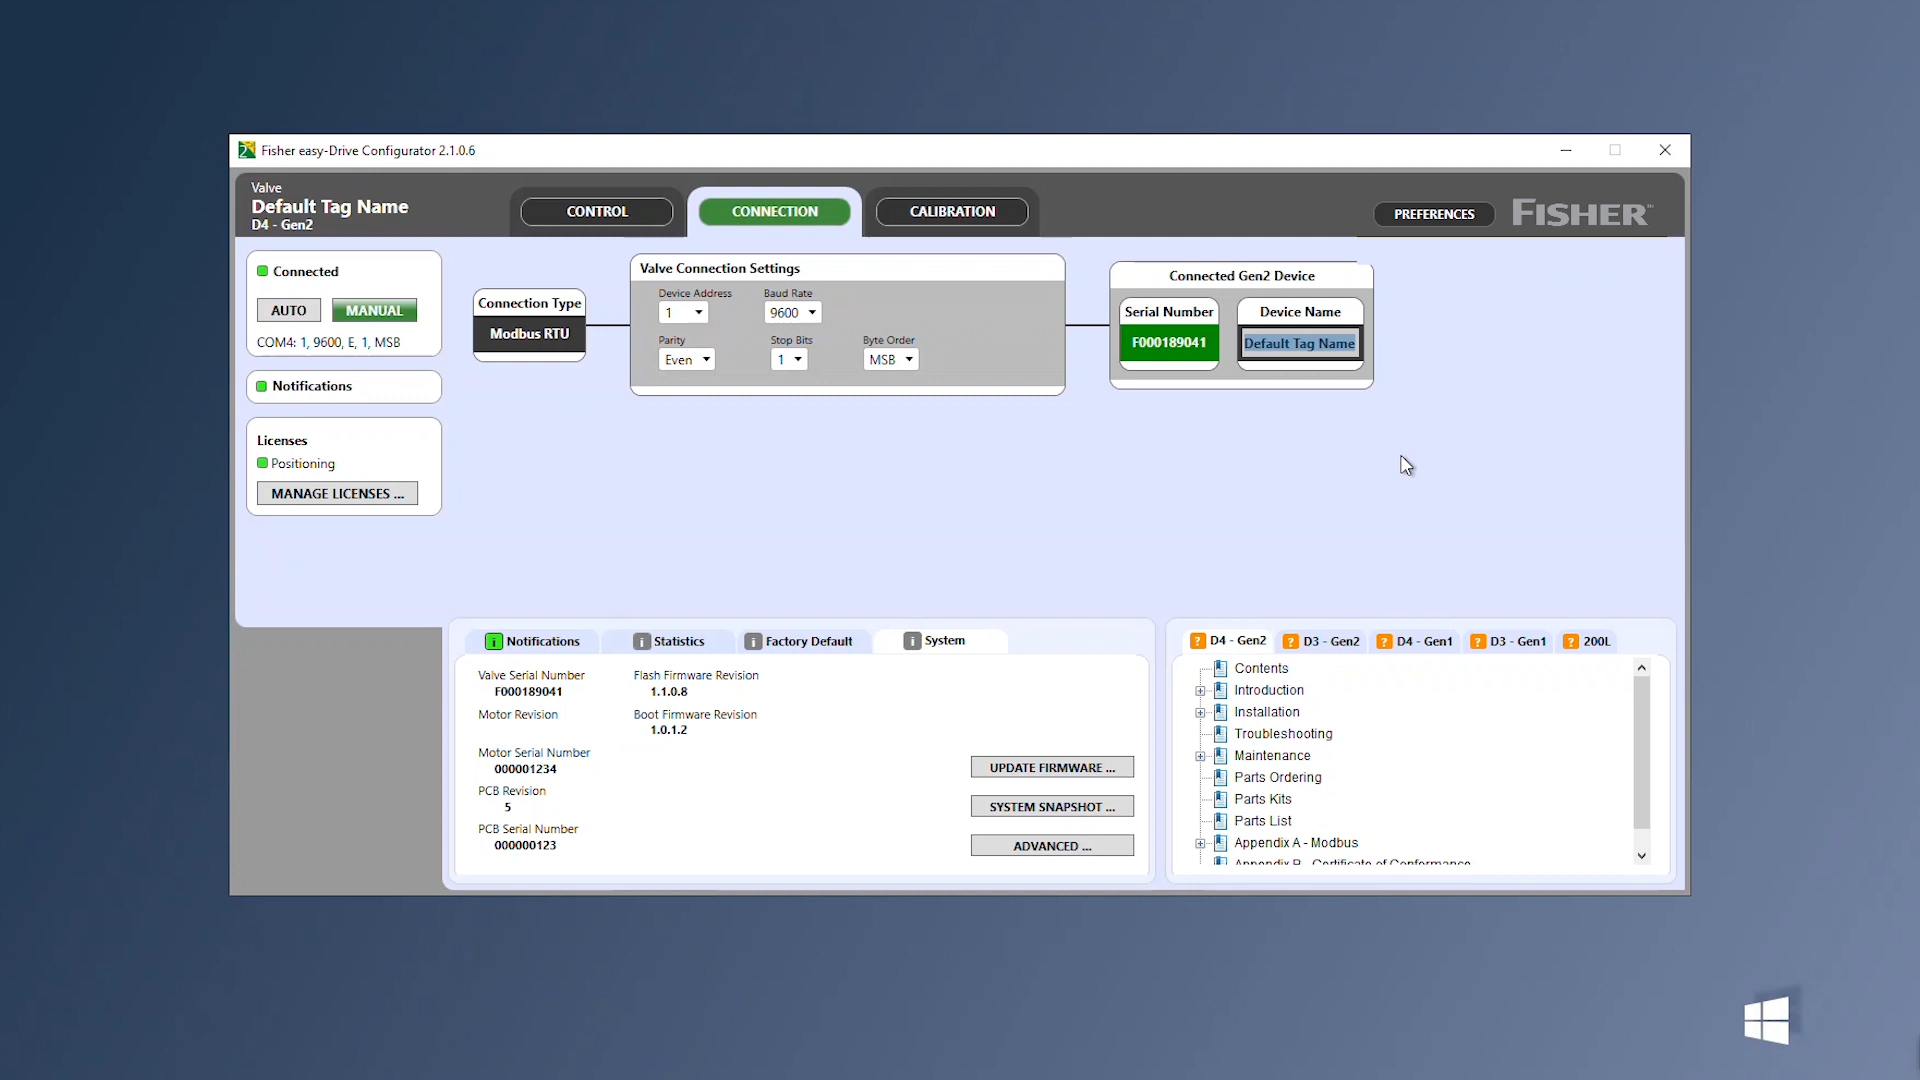 Fisher easy-Drive Configurator 2.1.0.6
Valve
Default Tag Name
D4 - Gen2
CONTROL
CONNECTION
CALIBRATION
PREFERENCES
FISHER™
Connected
AUTO
MANUAL
COM4: 1, 9600, E, 1, MSB
Notifications
Licenses
Positioning
MANAGE LICENSES ...
Connection Type
Modbus RTU
Valve Connection Settings
Device Address
Baud Rate
1
9600
Parity
Stop Bits
Byte Order
Even
1
MSB
Connected Gen2 Device
Serial Number
Device Name
F000189041
Default Tag Name
Notifications
Statistics
Factory Default
System
Valve Serial Number
F000189041
Motor Revision
Motor Serial Number
000001234
PCB Revision
5
PCB Serial Number
000000123
Flash Firmware Revision
1.1.0.8
Boot Firmware Revision
1.0.1.2
UPDATE FIRMWARE ...
SYSTEM SNAPSHOT ...
ADVANCED ...
D4 - Gen2
D3 - Gen2
D4 - Gen1
D3 - Gen1
200L
Contents
Introduction
Installation
Troubleshooting
Maintenance
Parts Ordering
Parts Kits
Parts List
Appendix A - Modbus
Appendix B - Certificate of Conformance